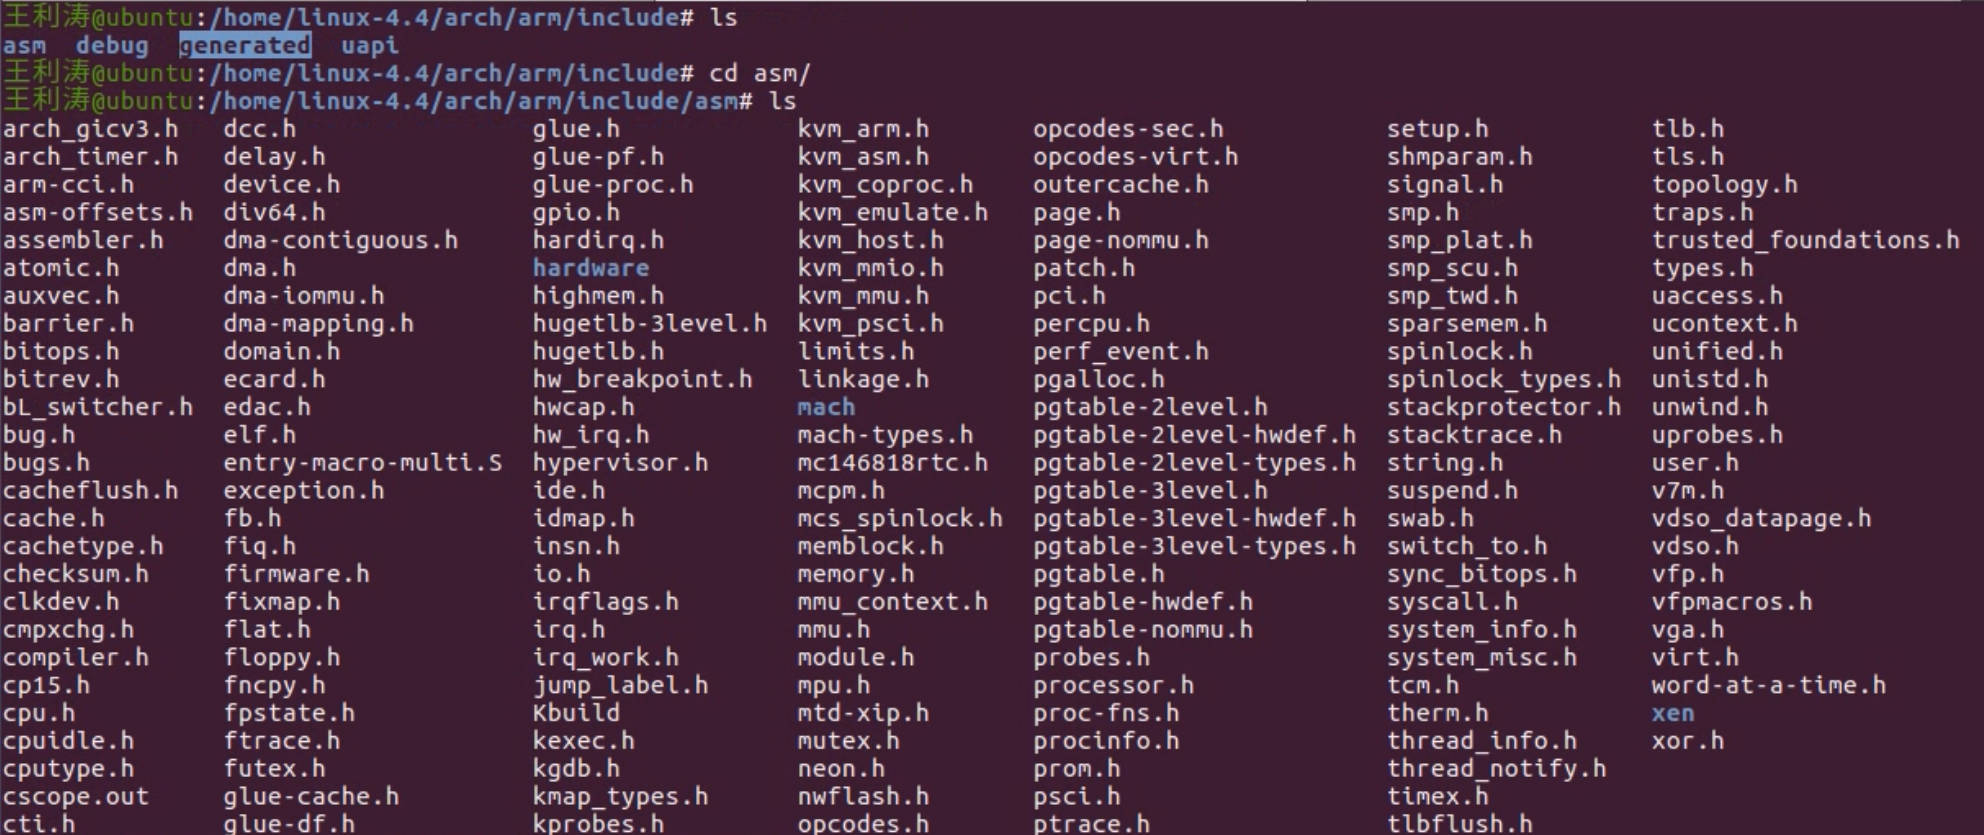 王利涛@ubuntu:/home/linux-4.4/arch/arm/include# ls
asm  debug  generated  uapi
王利涛@ubuntu:/home/linux-4.4/arch/arm/include# cd asm/
王利涛@ubuntu:/home/linux-4.4/arch/arm/include/asm# ls
arch_gicv3.h dcc.h glue.h kvm_arm.h opcodes-sec.h setup.h tlb.h
arch_timer.h delay.h glue-pf.h kvm_asm.h opcodes-virt.h shmparam.h tls.h
arm-cci.h device.h glue-proc.h kvm_coproc.h outercache.h signal.h topology.h
asm-offsets.h div64.h gpio.h kvm_emulate.h page.h smp.h traps.h
assembler.h dma-contiguous.h hardirq.h kvm_host.h page-nommu.h smp_plat.h trusted_foundations.h
atomic.h dma.h hardware kvm_mmio.h patch.h smp_scu.h types.h
auxvec.h dma-iommu.h highmem.h kvm_mmu.h pci.h smp_twd.h uaccess.h
barrier.h dma-mapping.h hugetlb-3level.h kvm_psci.h percpu.h sparsemem.h ucontext.h
bitops.h domain.h hugetlb.h limits.h perf_event.h spinlock.h unified.h
bitrev.h ecard.h hw_breakpoint.h linkage.h pgalloc.h spinlock_types.h unistd.h
bL_switcher.h edac.h hwcap.h mach pgtable-2level.h stackprotector.h unwind.h
bug.h elf.h hw_irq.h mach-types.h pgtable-2level-hwdef.h stacktrace.h uprobes.h
bugs.h entry-macro-multi.S hypervisor.h mc146818rtc.h pgtable-2level-types.h string.h user.h
cacheflush.h exception.h ide.h mcpm.h pgtable-3level.h suspend.h v7m.h
cache.h fb.h idmap.h mcs_spinlock.h pgtable-3level-hwdef.h swab.h vdso_datapage.h
cachetype.h fiq.h insn.h memblock.h pgtable-3level-types.h switch_to.h vdso.h
checksum.h firmware.h io.h memory.h pgtable.h sync_bitops.h vfp.h
clkdev.h fixmap.h irqflags.h mmu_context.h pgtable-hwdef.h syscall.h vfpmacros.h
cmpxchg.h flat.h irq.h mmu.h pgtable-nommu.h system_info.h vga.h
compiler.h floppy.h irq_work.h module.h probes.h system_misc.h virt.h
cp15.h fncpy.h jump_label.h mpu.h processor.h tcm.h word-at-a-time.h
cpu.h fpstate.h Kbuild mtd-xip.h proc-fns.h therm.h xen
cpuidle.h ftrace.h kexec.h mutex.h procinfo.h thread_info.h xor.h
cputype.h futex.h kgdb.h neon.h prom.h thread_notify.h
cscope.out glue-cache.h kmap_types.h nwflash.h psci.h timex.h
cti.h glue-df.h kprobes.h opcodes.h ptrace.h tlbflush.h